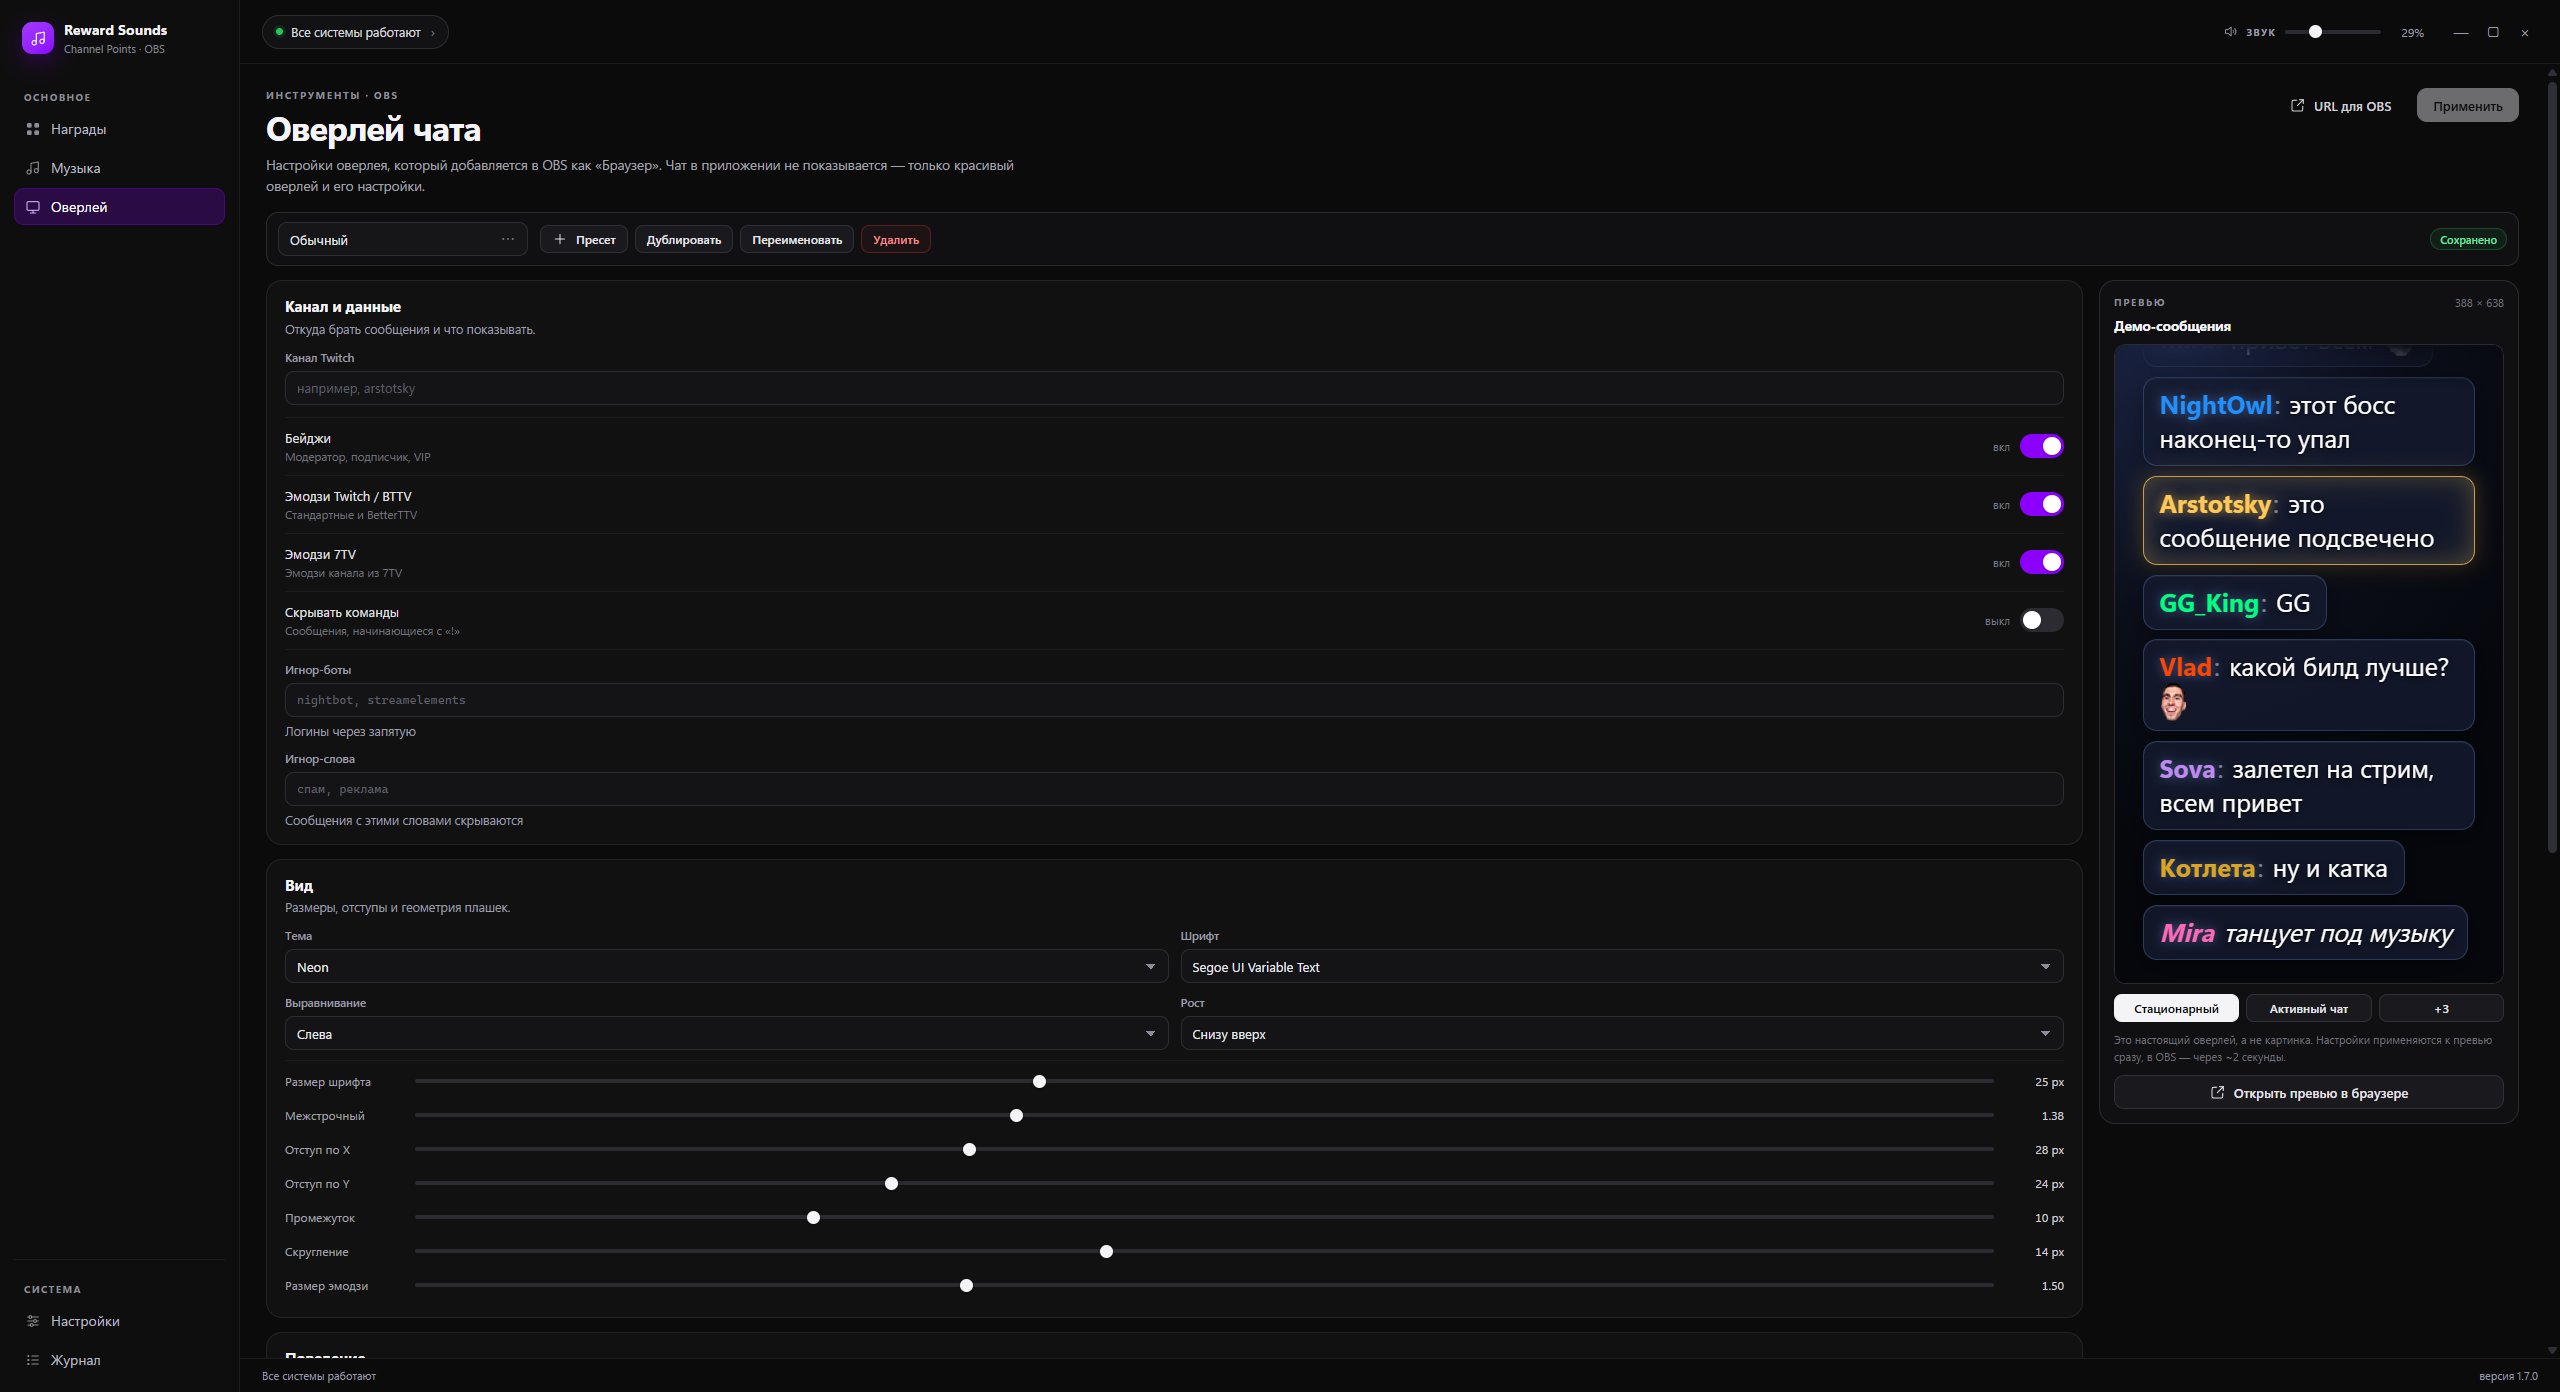 Reward Sounds
Channel Points · OBS
ОСНОВНОЕ
Награды
Музыка
Оверлей
СИСТЕМА
Настройки
Журнал
Все системы работают ›
ЗВУК
29%
ИНСТРУМЕНТЫ · OBS
Оверлей чата
Настройки оверлея, который добавляется в OBS как «Браузер». Чат в приложении не показывается — только красивый
оверлей и его настройки.
URL для OBS
Применить
Обычный
···
+ Пресет
Дублировать
Переименовать
Удалить
Сохранено
Канал и данные
Откуда брать сообщения и что показывать.
Канал Twitch
например, arstotsky
Бейджи
Модератор, подписчик, VIP
вкл
Эмодзи Twitch / BTTV
Стандартные и BetterTTV
вкл
Эмодзи 7TV
Эмодзи канала из 7TV
вкл
Скрывать команды
Сообщения, начинающиеся с «!»
выкл
Игнор-боты
nightbot, streamelements
Логины через запятую
Игнор-слова
спам, реклама
Сообщения с этими словами скрываются
Вид
Размеры, отступы и геометрия плашек.
Тема
Neon
Шрифт
Segoe UI Variable Text
Выравнивание
Слева
Рост
Снизу вверх
Размер шрифта 25 px
Межстрочный 1.38
Отступ по X 28 px
Отступ по Y 24 px
Промежуток 10 px
Скругление 14 px
Размер эмодзи 1.50
ПРЕВЬЮ
388 × 638
Демо-сообщения
NightOwl: этот босс
наконец-то упал
Arstotsky: это
сообщение подсвечено
GG_King: GG
Vlad: какой билд лучше?
Sova: залетел на стрим,
всем привет
Котлета: ну и катка
Mira танцует под музыку
Стационарный
Активный чат
+3
Это настоящий оверлей, а не картинка. Настройки применяются к превью
сразу, в OBS — через ~2 секунды.
Открыть превью в браузере
Все системы работают
версия 1.7.0